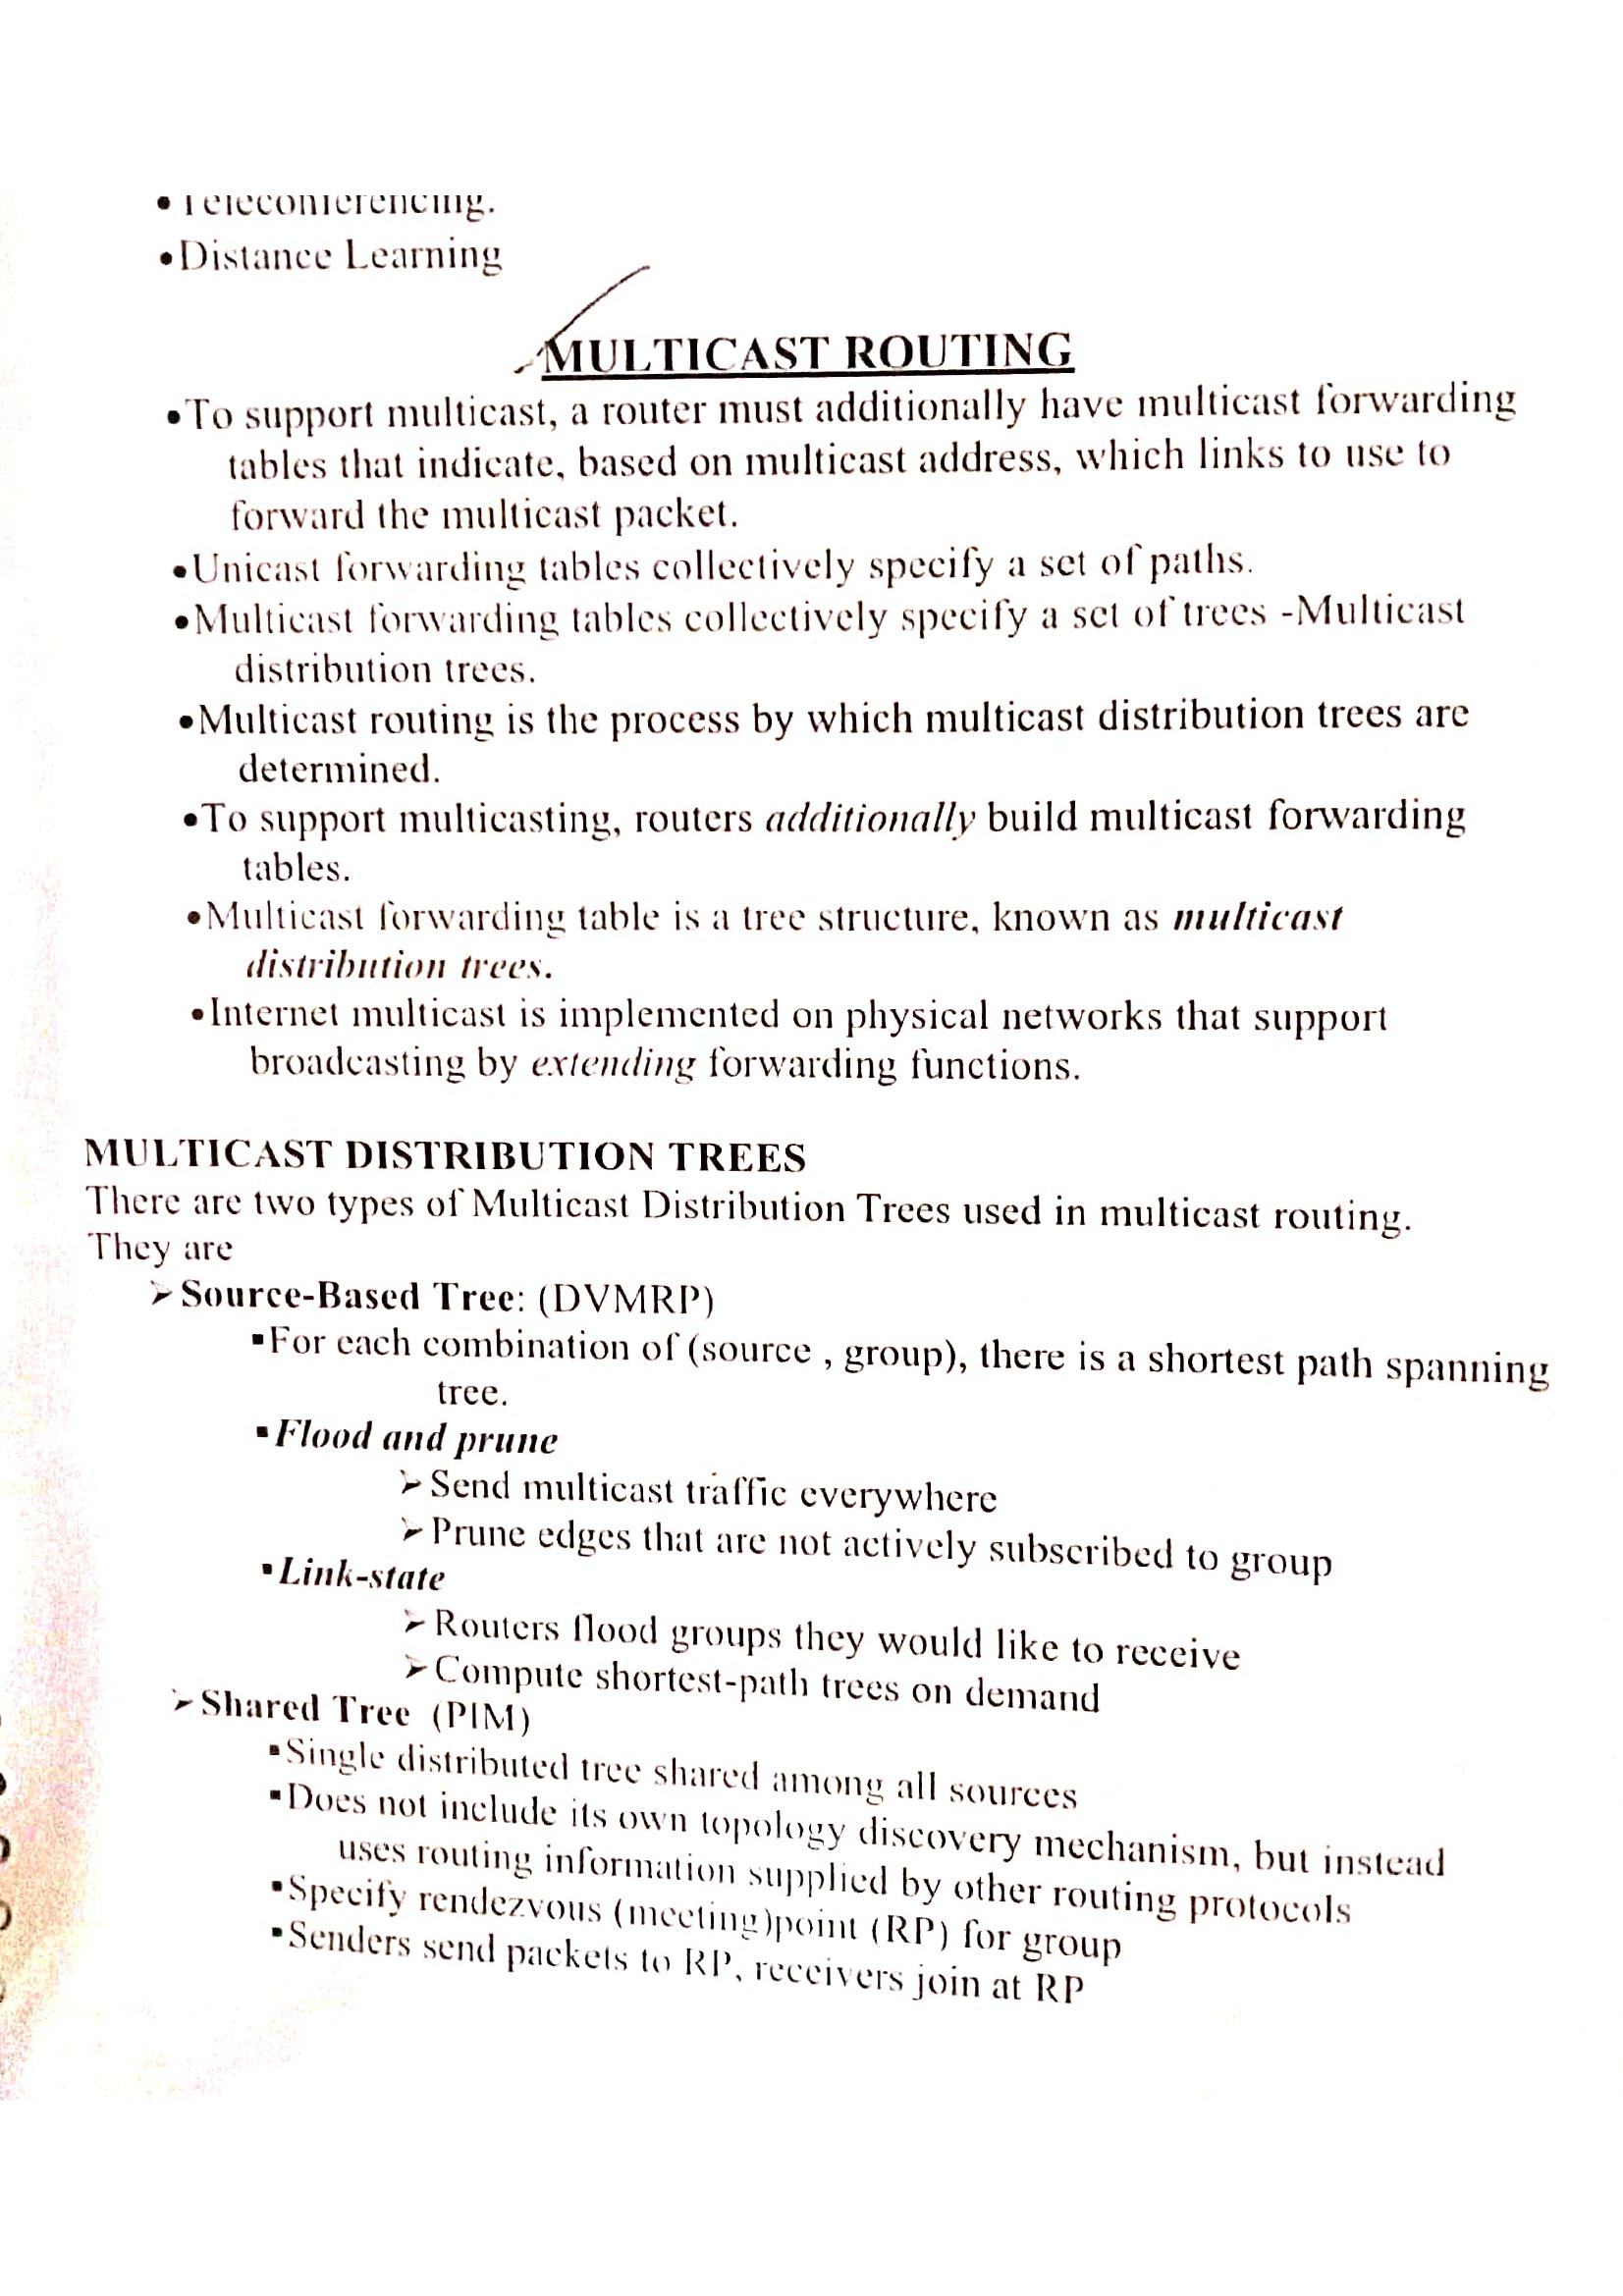 • Teleconferencing.
•Distance Learning
MULTICAST ROUTING
•To support multicast, a router must additionally have multicast forwarding
tables that indicate, based on multicast address, which links to use to
forward the multicast packet.
•Unicast forwarding tables collectively specify a set of paths.
•Multicast forwarding tables collectively specify a set of trees -Multicast
distribution trees.
•Multicast routing is the process by which multicast distribution trees are
determined.
•To support multicasting, routers additionally build multicast forwarding
tables.
•Multicast forwarding table is a tree structure, known as multicast
distribution trees.
•Internet multicast is implemented on physical networks that support
broadcasting by extending forwarding functions.
MULTICAST DISTRIBUTION TREES
There are two types of Multicast Distribution Trees used in multicast routing.
They are
➢ Source-Based Tree: (DVMRP)
▪For each combination of (source , group), there is a shortest path spanning
tree.
▪Flood and prune
➢ Send multicast traffic everywhere
➢ Prune edges that are not actively subscribed to group
▪Link-state
➢ Routers flood groups they would like to receive
➢ Compute shortest-path trees on demand
➢ Shared Tree (PIM)
▪Single distributed tree shared among all sources
▪Does not include its own topology discovery mechanism, but instead
uses routing information supplied by other routing protocols
▪Specify rendezvous (meeting)point (RP) for group
▪Senders send packets to RP, receivers join at RP